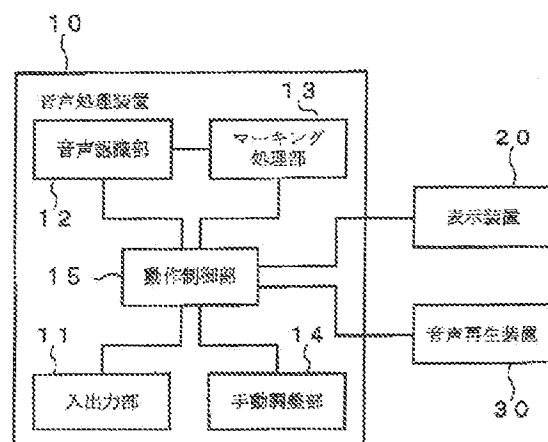 10
音声処理装置
13
音声認識部
マーキング
処理部
12
20
表示装置
15
動作制御部
11
14
音声再生装置
入出力部
手動調整部
30